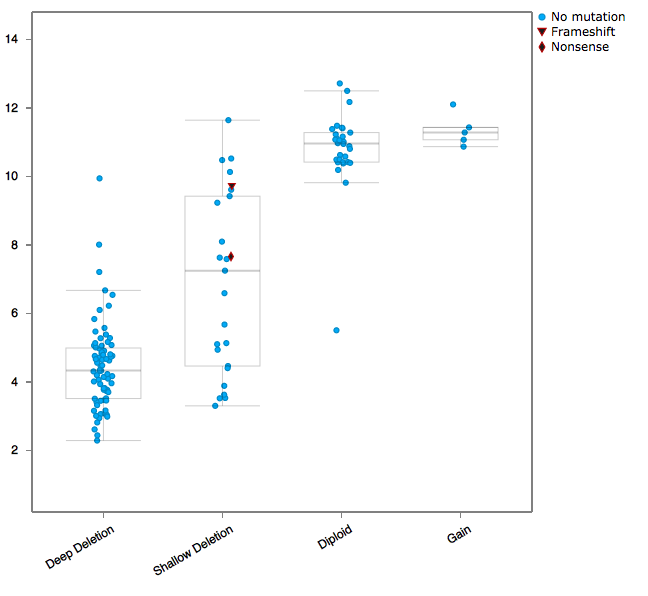 No mutation
Frameshift
Nonsense
14
12
10
8
6
4
2
Deep Deletion
Shallow Deletion
Diploid
Gain